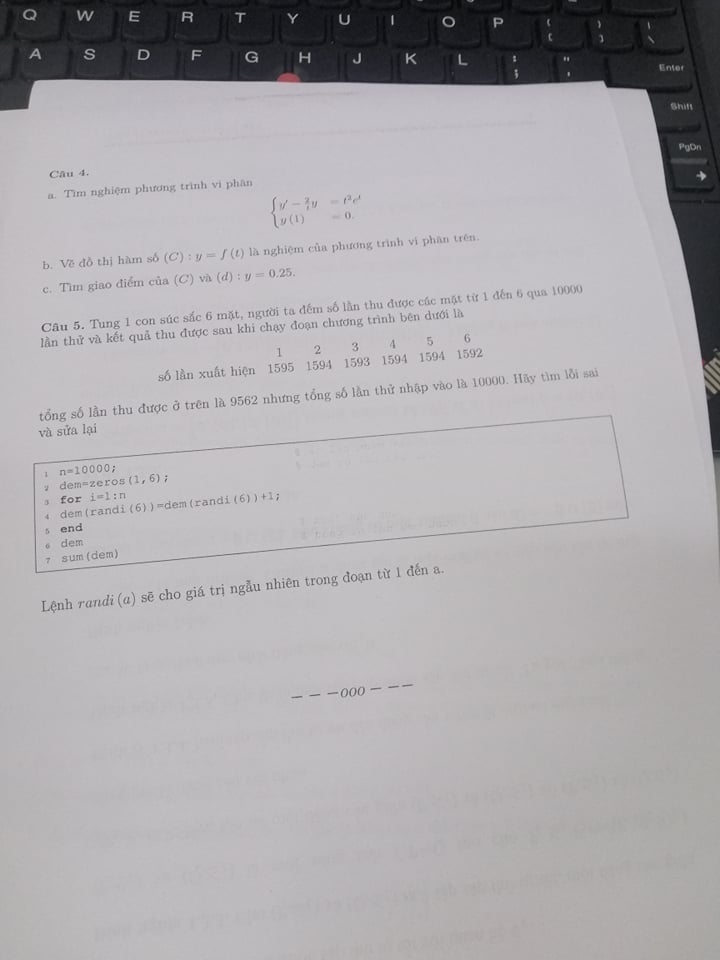 Q W E R T Y U I O P { [ } ] | \
A S D F G H J K L : ; " ' Enter
Shift
PgDn
Câu 4.
a. Tìm nghiệm phương trình vi phân
y′ − 2/t y = t²eᵗ
y (1) = 0.
b. Vẽ đồ thị hàm số (C) : y = f (t) là nghiệm của phương trình vi phân trên.
c. Tìm giao điểm của (C) và (d) : y = 0.25.
Câu 5. Tung 1 con súc sắc 6 mặt, người ta đếm số lần thu được các mặt từ 1 đến 6 qua 10000
lần thử và kết quả thu được sau khi chạy đoạn chương trình bên dưới là
1 2 3 4 5 6
số lần xuất hiện 1595 1594 1593 1594 1594 1592
tổng số lần thu được ở trên là 9562 nhưng tổng số lần thử nhập vào là 10000. Hãy tìm lỗi sai
và sửa lại
1 n=10000;
2 dem=zeros(1,6);
3 for i=1:n
4 dem(randi(6))=dem(randi(6))+1;
5 end
6 dem
7 sum(dem)
Lệnh randi (a) sẽ cho giá trị ngẫu nhiên trong đoạn từ 1 đến a.
− − −000 − − −